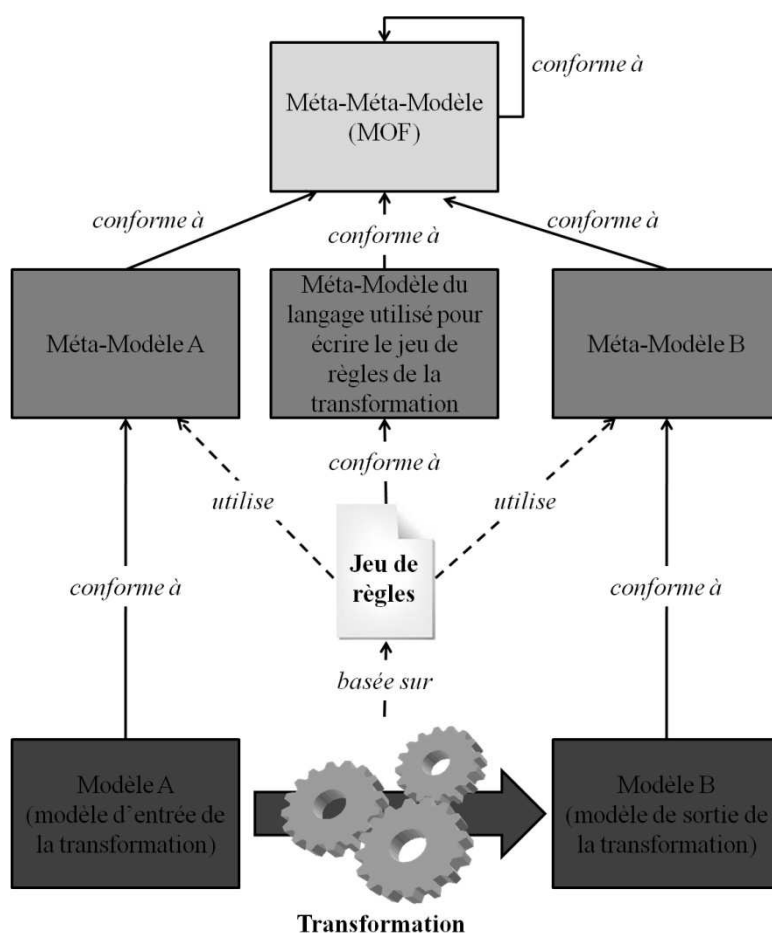 conforme à
Méta-Méta-Modèle
(MOF)
conforme à
conforme à
conforme à
Méta-Modèle A
Méta-Modèle du
langage utilisé pour
écrire le jeu de
règles de la
transformation
Méta-Modèle B
conforme à
utilise
utilise
Jeu de
règles
conforme à
conforme à
basée sur
Modèle A
(modèle d'entrée de
la transformation)
Modèle B
(modèle de sortie de
la transformation)
Transformation